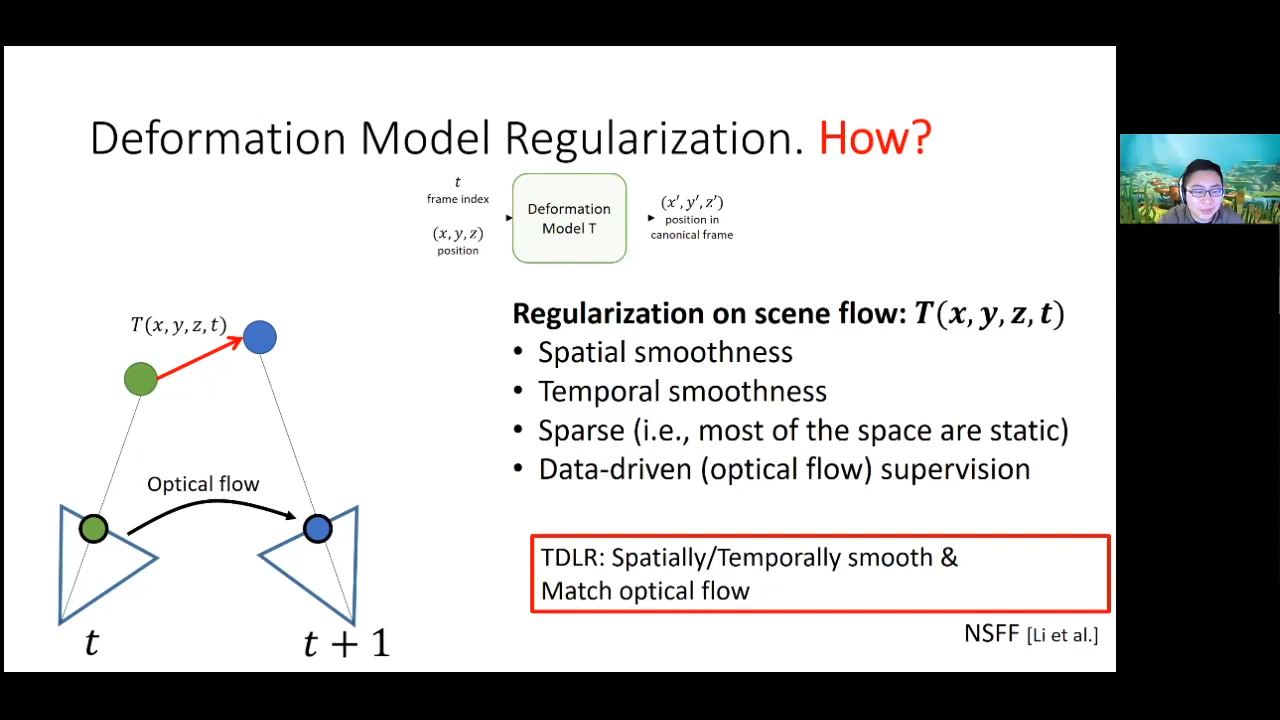 Deformation Model Regularization. How?
t
frame index
(x, y, z)
position
Deformation
Model T
(x′, y′, z′)
position in
canonical frame
T(x, y, z, t)
Optical flow
t
t + 1
Regularization on scene flow: T(x, y, z, t)
• Spatial smoothness
• Temporal smoothness
• Sparse (i.e., most of the space are static)
• Data-driven (optical flow) supervision
TDLR: Spatially/Temporally smooth &
Match optical flow
NSFF [Li et al.]